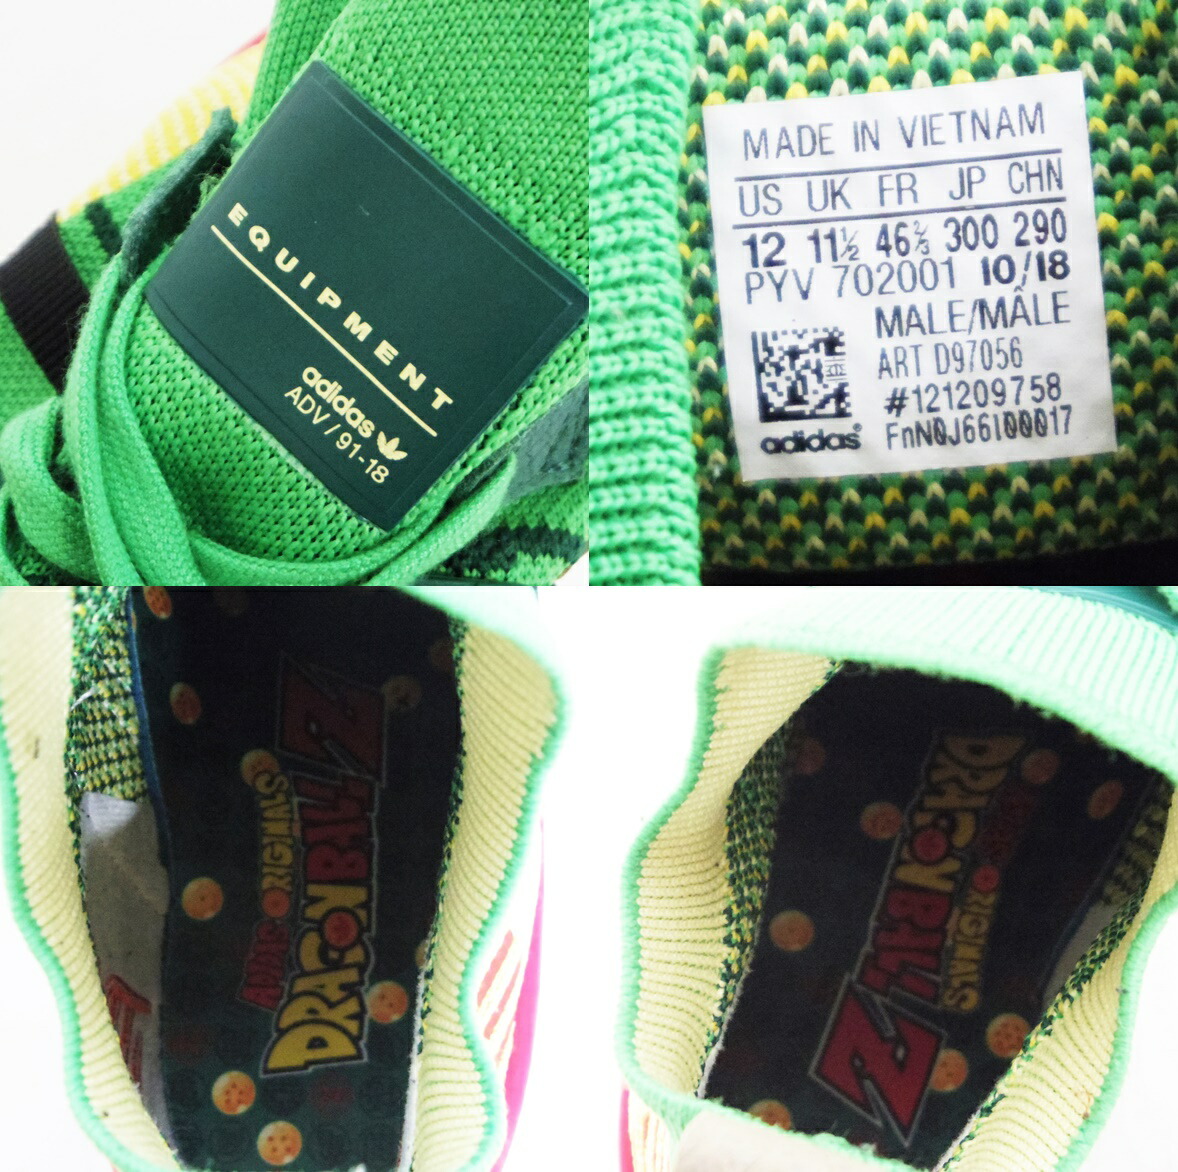 EQUIPMENT
adidas
ADV / 91-18
MADE IN VIETNAM
US UK FR JP CHN
12 11½ 46⅔ 300 290
PYV 702001 10/18
MALE/MÂLE
ART D97056
#121209758
FnN0J66I00017
adidas
ADIDAS ORIGINALS
DRAGON BALL Z
DRAGON BALL Z
ADIDAS ORIGINALS